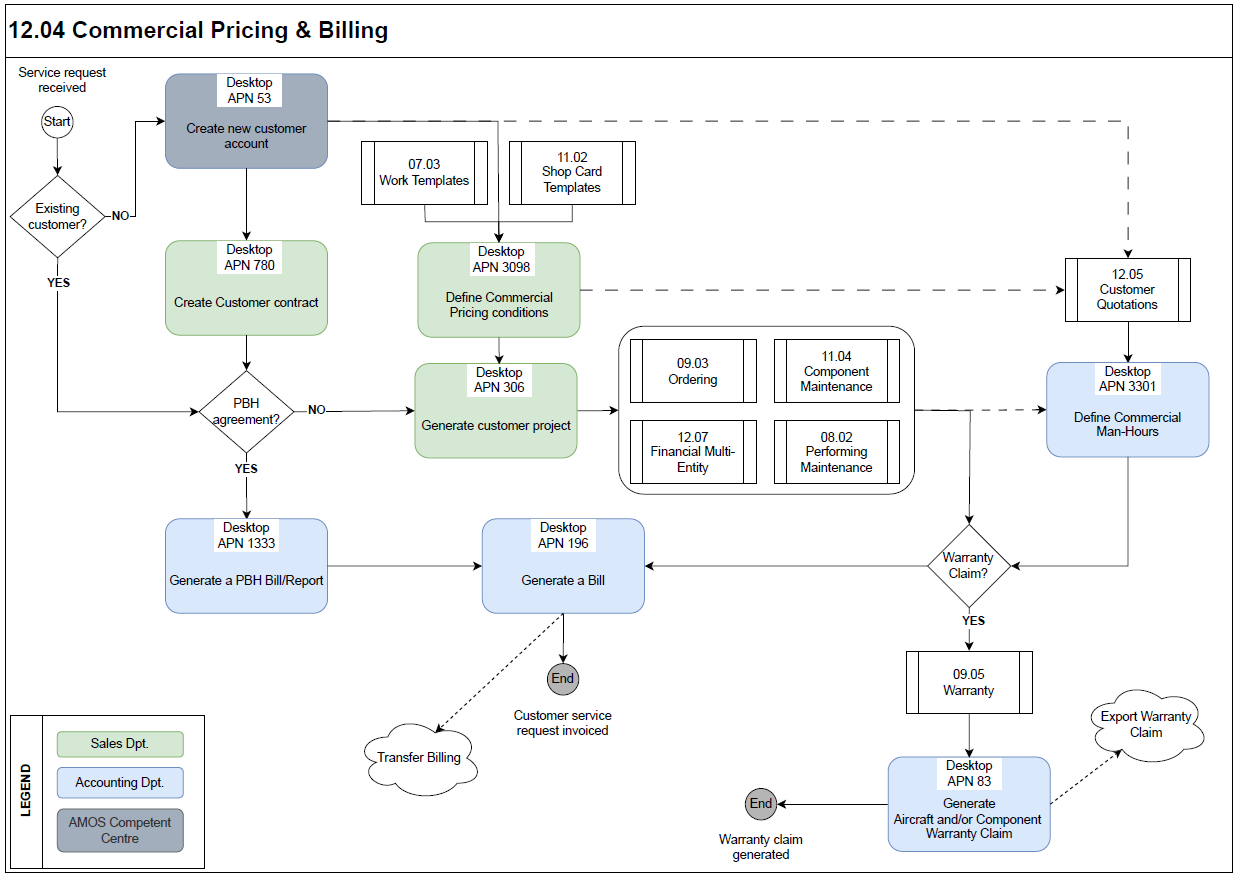 12.04 Commercial Pricing & Billing
Service request
received
Start
Existing
customer?
NO
YES
Desktop
APN 53
Create new customer
account
07.03
Work Templates
11.02
Shop Card
Templates
Desktop
APN 780
Create Customer contract
Desktop
APN 3098
Define Commercial
Pricing conditions
12.05
Customer
Quotations
PBH
agreement?
NO
YES
Desktop
APN 306
Generate customer project
09.03
Ordering
11.04
Component
Maintenance
12.07
Financial Multi-
Entity
08.02
Performing
Maintenance
Desktop
APN 3301
Define Commercial
Man-Hours
Desktop
APN 1333
Generate a PBH Bill/Report
Desktop
APN 196
Generate a Bill
Warranty
Claim?
YES
End
Customer service
request invoiced
Transfer Billing
09.05
Warranty
Export Warranty
Claim
Desktop
APN 83
Generate
Aircraft and/or Component
Warranty Claim
End
Warranty claim
generated
LEGEND
Sales Dpt.
Accounting Dpt.
AMOS Competent
Centre